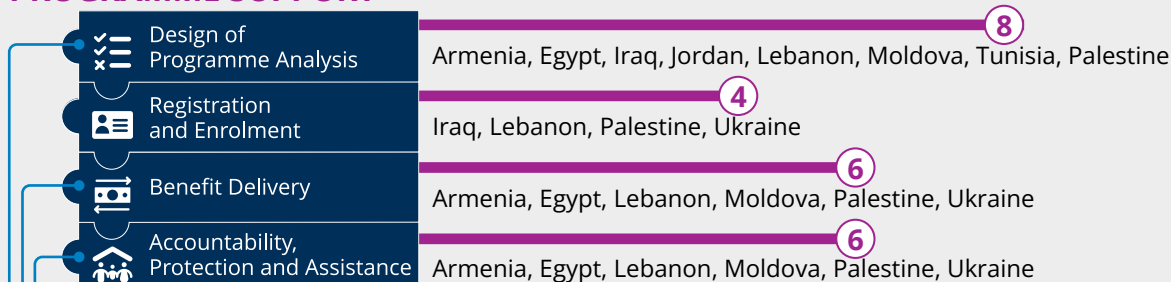 PROGRAMME SUPPORT
Design of
Programme Analysis
8
Armenia, Egypt, Iraq, Jordan, Lebanon, Moldova, Tunisia, Palestine
Registration
and Enrolment
4
Iraq, Lebanon, Palestine, Ukraine
Benefit Delivery
6
Armenia, Egypt, Lebanon, Moldova, Palestine, Ukraine
Accountability,
Protection and Assistance
6
Armenia, Egypt, Lebanon, Moldova, Palestine, Ukraine